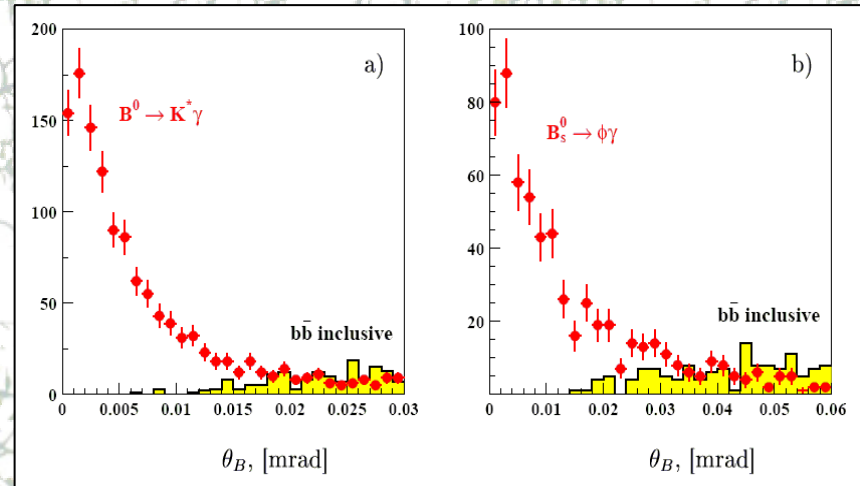 200
150
100
50
0
0 0.005 0.01 0.015 0.02 0.025 0.03
a)
B⁰ → K*γ
bb̄ inclusive
θ_B, [mrad]
100
80
60
40
20
0
0 0.01 0.02 0.03 0.04 0.05 0.06
b)
B⁰ₛ → ϕγ
bb̄ inclusive
θ_B, [mrad]